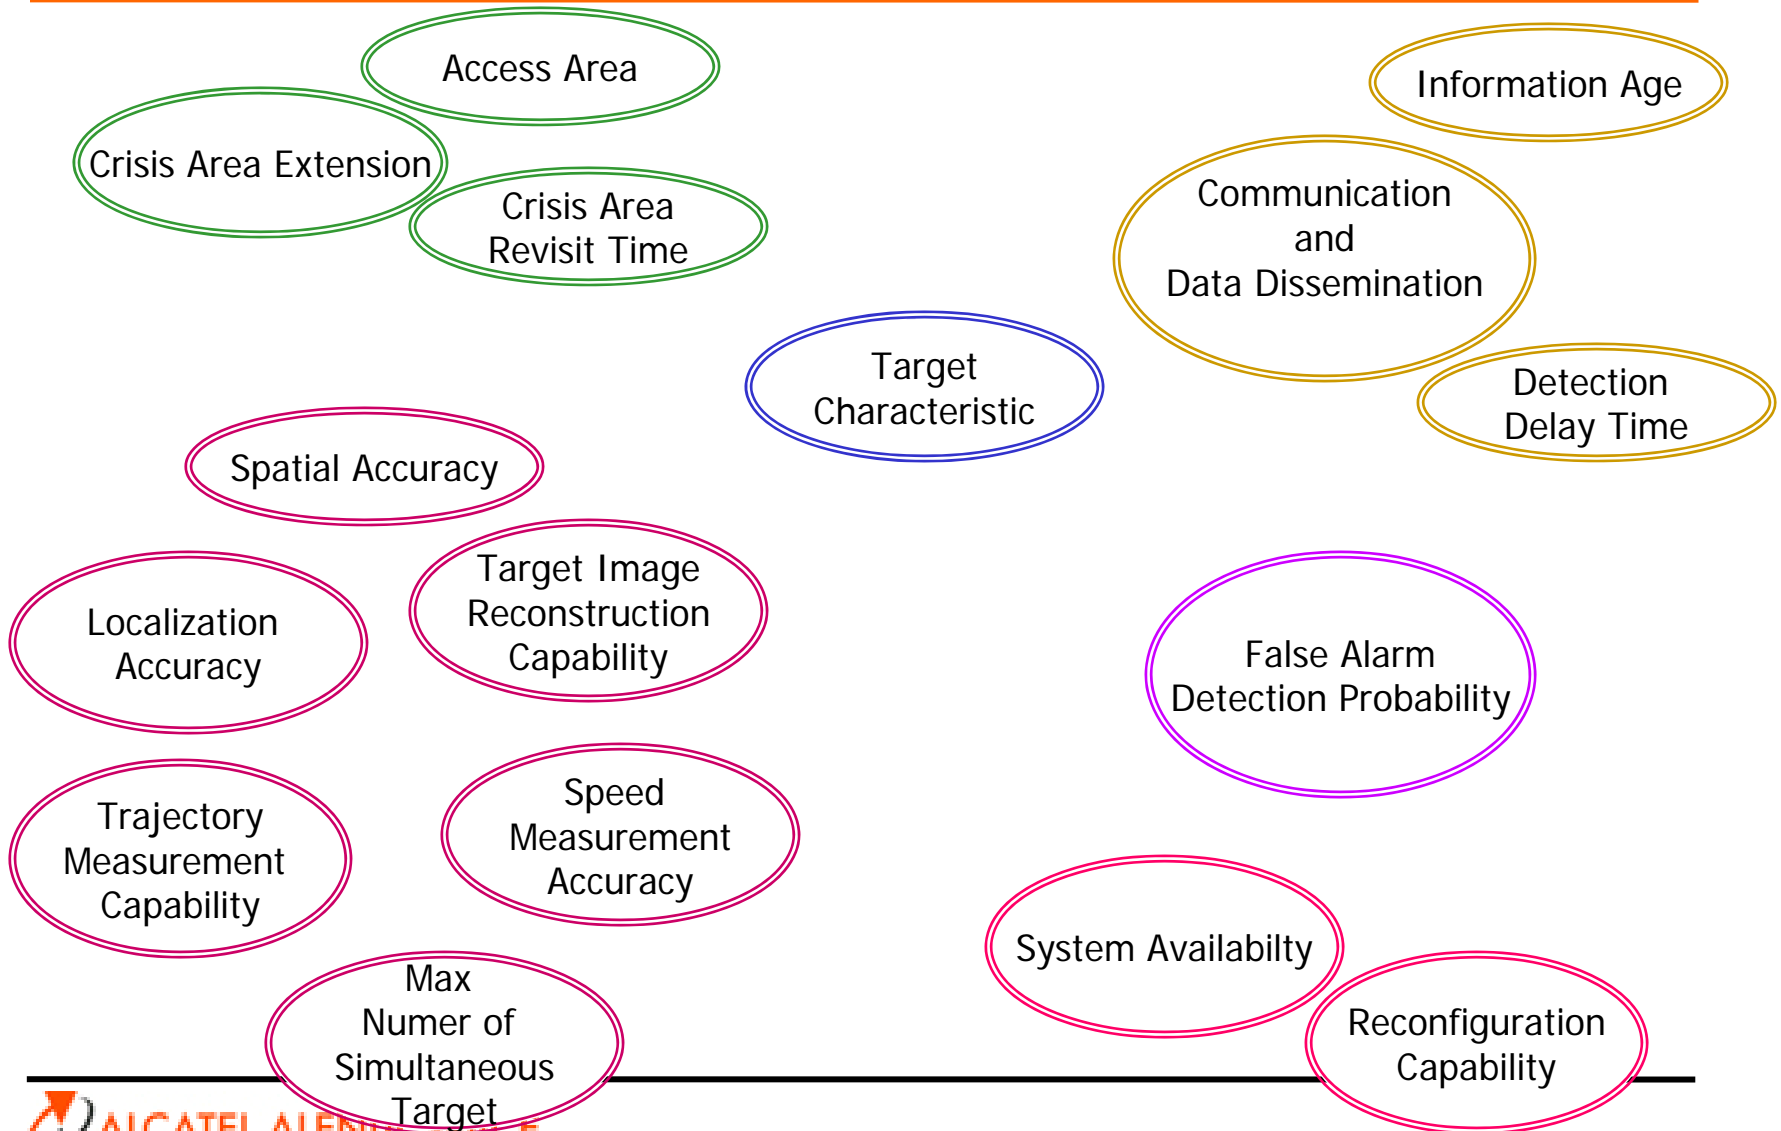 Access Area
Information Age
Crisis Area Extension
Crisis Area
Revisit Time
Communication
and
Data Dissemination
Target
Characteristic
Detection
Delay Time
Spatial Accuracy
Target Image
Reconstruction
Capability
Localization
Accuracy
False Alarm
Detection Probability
Trajectory
Measurement
Capability
Speed
Measurement
Accuracy
System Availabilty
Max
Numer of
Simultaneous
Target
Reconfiguration
Capability
ALCATEL